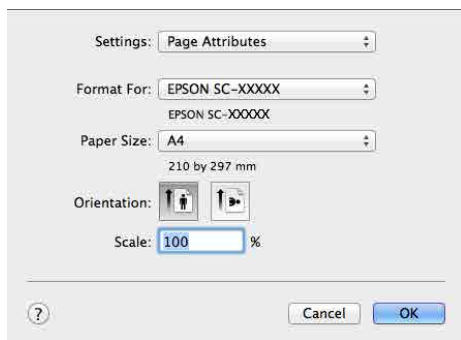 Settings: Page Attributes
Format For: EPSON SC-XXXXX
EPSON SC-XXXXX
Paper Size: A4
210 by 297 mm
Orientation:
Scale: 100 %
? Cancel OK